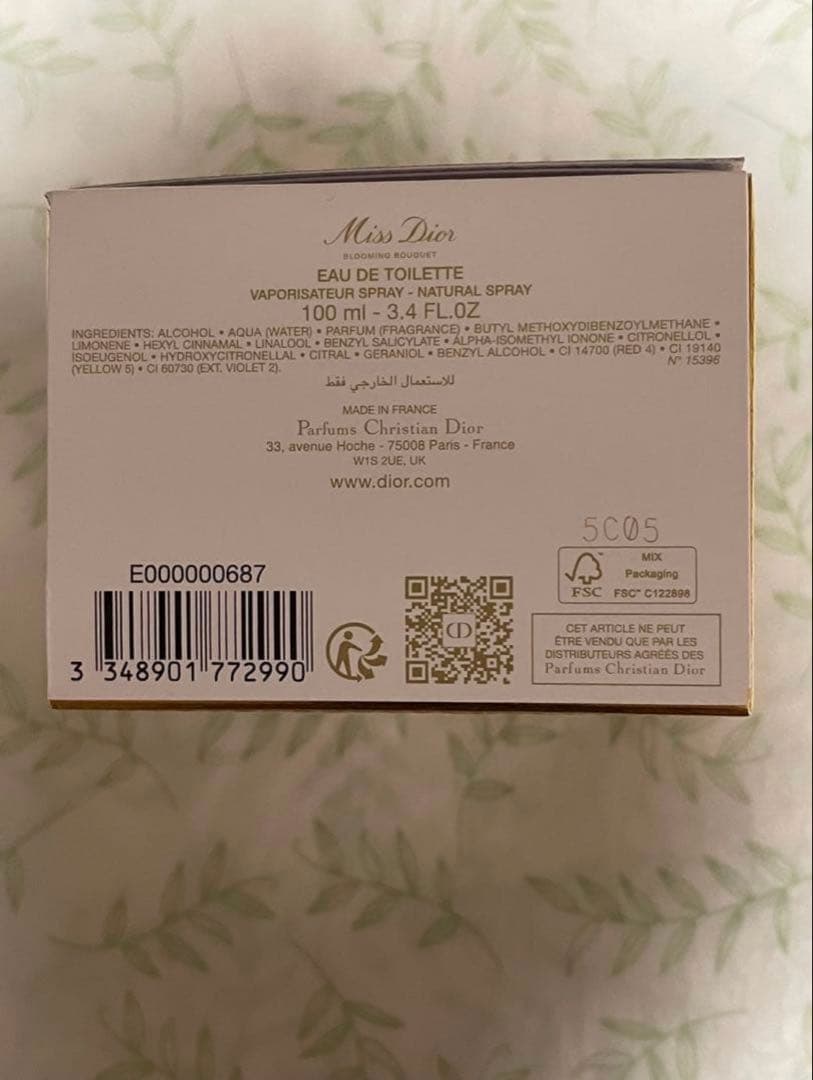 Miss Dior
BLOOMING BOUQUET
EAU DE TOILETTE
VAPORISATEUR SPRAY - NATURAL SPRAY
100 ml - 3.4 FL.OZ
INGREDIENTS: ALCOHOL • AQUA (WATER) • PARFUM (FRAGRANCE) • BUTYL METHOXYDIBENZOYLMETHANE •
LIMONENE • HEXYL CINNAMAL • LINALOOL • BENZYL SALICYLATE • ALPHA-ISOMETHYL IONONE • CITRONELLOL •
ISOEUGENOL • HYDROXYCITRONELLAL • CITRAL • GERANIOL • BENZYL ALCOHOL • CI 14700 (RED 4) • CI 19140
(YELLOW 5) • CI 60730 (EXT. VIOLET 2). N° 15396
للاستعمال الخارجي فقط
MADE IN FRANCE
Parfums Christian Dior
33, avenue Hoche - 75008 Paris - France
W1S 2UE, UK
www.dior.com
5C05
MIX
Packaging
FSC FSC™ C122898
E000000687
3 348901 772990
CD
CET ARTICLE NE PEUT
ÊTRE VENDU QUE PAR LES
DISTRIBUTEURS AGRÉÉS DES
Parfums Christian Dior